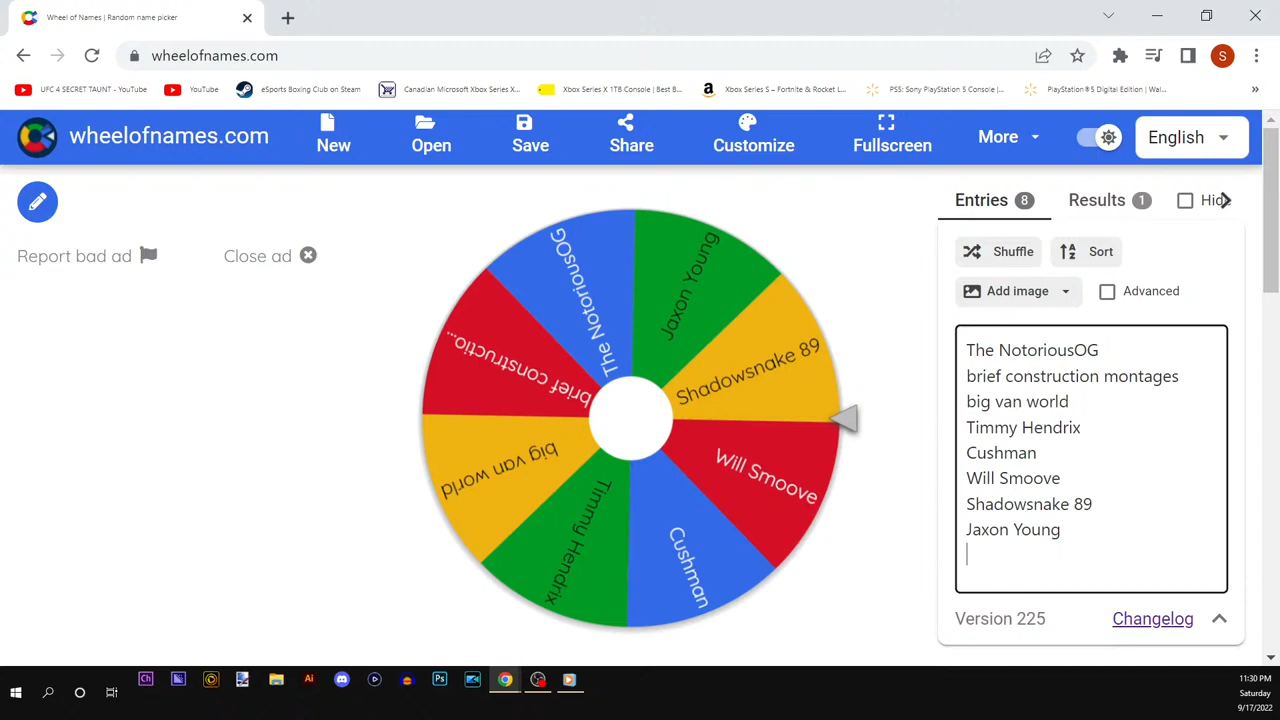 Wheel of Names | Random name picker
wheelofnames.com
S
UFC 4 SECRET TAUNT - YouTube
YouTube
eSports Boxing Club on Steam
Canadian Microsoft Xbox Series X...
Xbox Series X 1TB Console | Best B...
Xbox Series S – Fortnite & Rocket L...
PS5: Sony PlayStation 5 Console |...
PlayStation®5 Digital Edition | Wal...
wheelofnames.com
New
Open
Save
Share
Customize
Fullscreen
More
English
Report bad ad
Close ad
The NotoriousOG
Jaxon Young
Shadowsnake 89
Will Smoove
Cushman
Timmy Hendrix
big van world
brief constructio...
Entries 8
Results 1
Shuffle
Sort
Add image
Advanced
The NotoriousOG
brief construction montages
big van world
Timmy Hendrix
Cushman
Will Smoove
Shadowsnake 89
Jaxon Young
Version 225
Changelog
Ch
Ai
Ps
11:30 PM
Saturday
9/17/2022